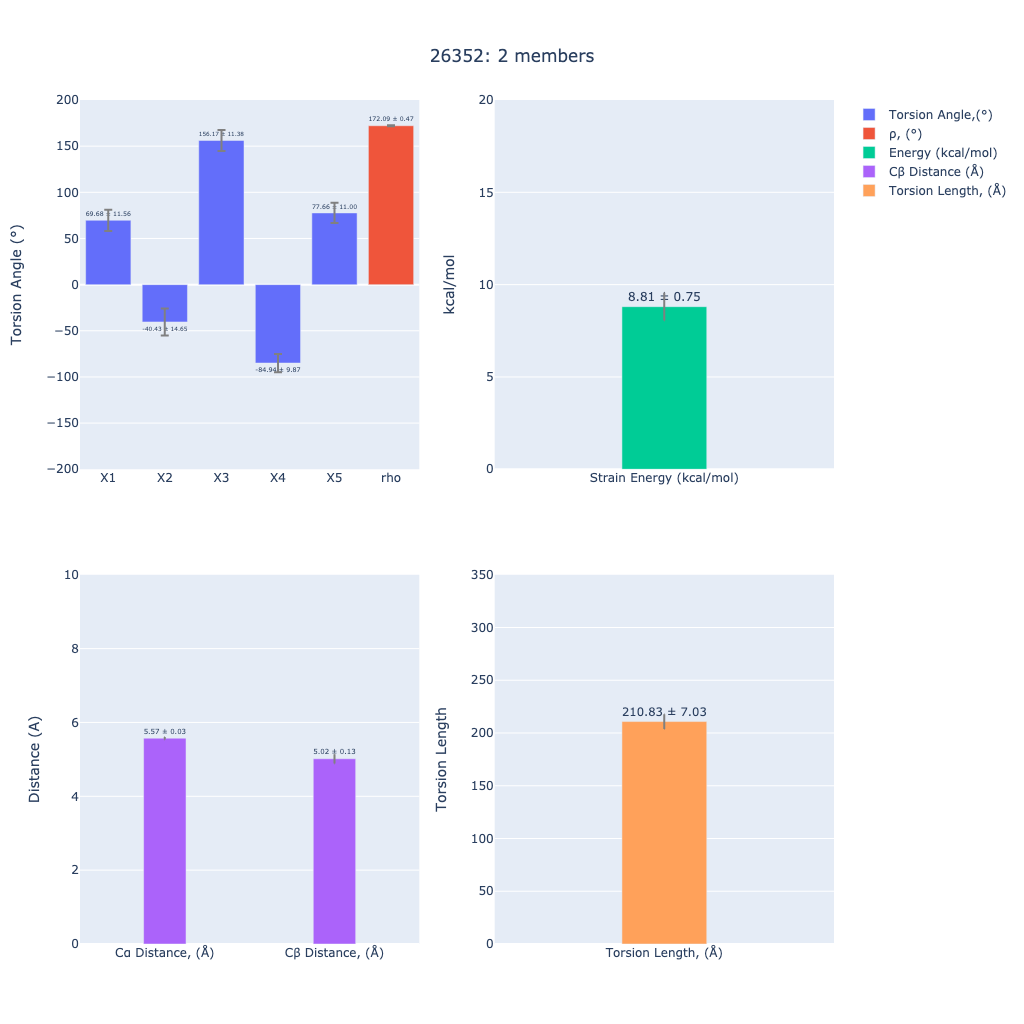 26352: 2 members
Torsion Angle (°)
200
150
100
50
0
−50
−100
−150
−200
69.68 ± 11.56
-40.43 ± 14.65
156.17 ± 11.38
-84.94 ± 9.87
77.66 ± 11.00
172.09 ± 0.47
X1
X2
X3
X4
X5
rho
kcal/mol
20
15
10
5
0
8.81 ± 0.75
Strain Energy (kcal/mol)
Torsion Angle,(°)
ρ, (°)
Energy (kcal/mol)
Cβ Distance (Å)
Torsion Length, (Å)
Distance (A)
10
8
6
4
2
0
5.57 ± 0.03
5.02 ± 0.13
Cα Distance, (Å)
Cβ Distance, (Å)
Torsion Length
350
300
250
200
150
100
50
0
210.83 ± 7.03
Torsion Length, (Å)